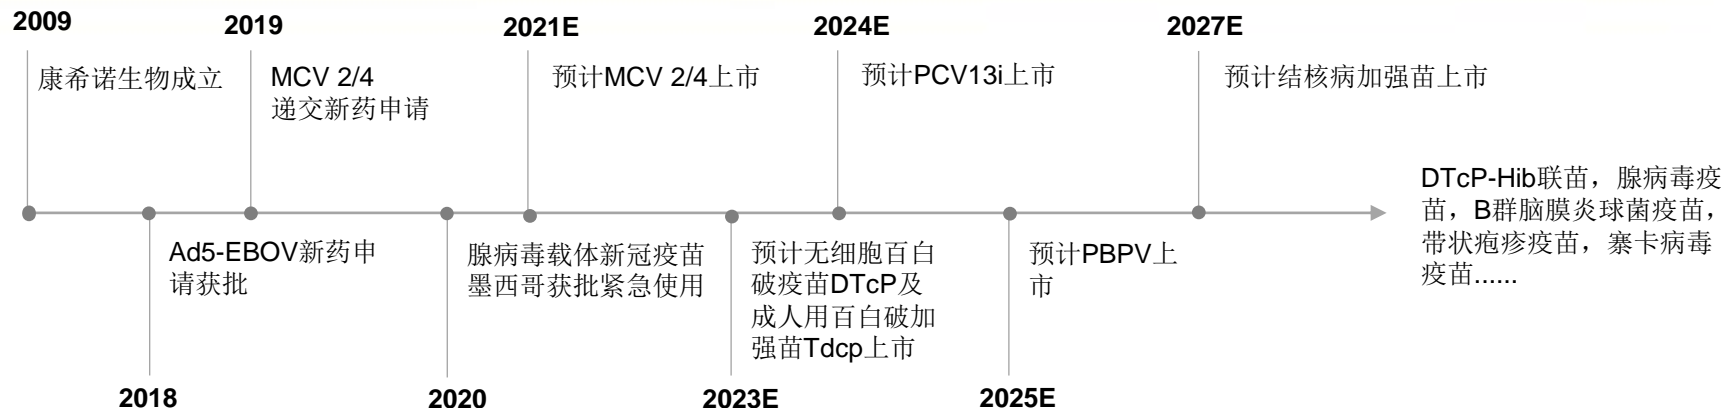 2009
2019
2021E
2024E
2027E
康希诺生物成立
MCV 2/4
递交新药申请
预计MCV 2/4上市
预计PCV13i上市
预计结核病加强苗上市
DTcP-Hib联苗，腺病毒疫
苗，B群脑膜炎球菌疫苗，
带状疱疹疫苗，寨卡病毒
疫苗......
Ad5-EBOV新药申
请获批
腺病毒载体新冠疫苗
墨西哥获批紧急使用
预计无细胞百白
破疫苗DTcP及
成人用百白破加
强苗Tdcp上市
预计PBPV上
市
2018
2020
2023E
2025E